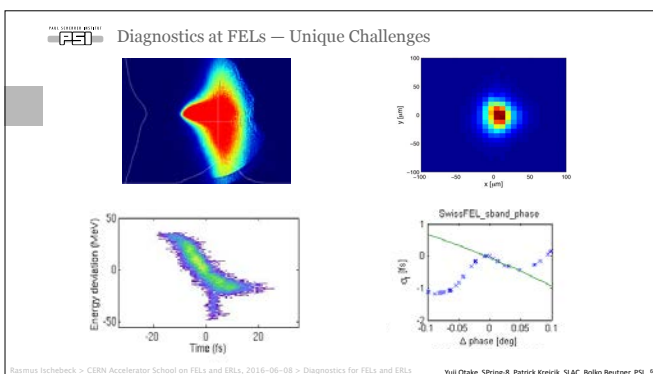 PAUL SCHERRER INSTITUT
PSI
Diagnostics at FELs — Unique Challenges
100
50
0
−50
−100
y [μm]
−100
−50
0
50
100
x [μm]
50
0
-50
Energy deviation (MeV)
-20
0
20
Time (fs)
SwissFEL_sband_phase
1
0
-1
-2
[fs]
-0.1
-0.05
0
0.05
0.1
Δ phase [deg]
Rasmus Ischebeck > CERN Accelerator School on FELs and ERLs, 2016-06-08 > Diagnostics for FELs and ERLs
Yuji Otake, SPring-8, Patrick Krejcik, SLAC, Bolko Beutner, PSI